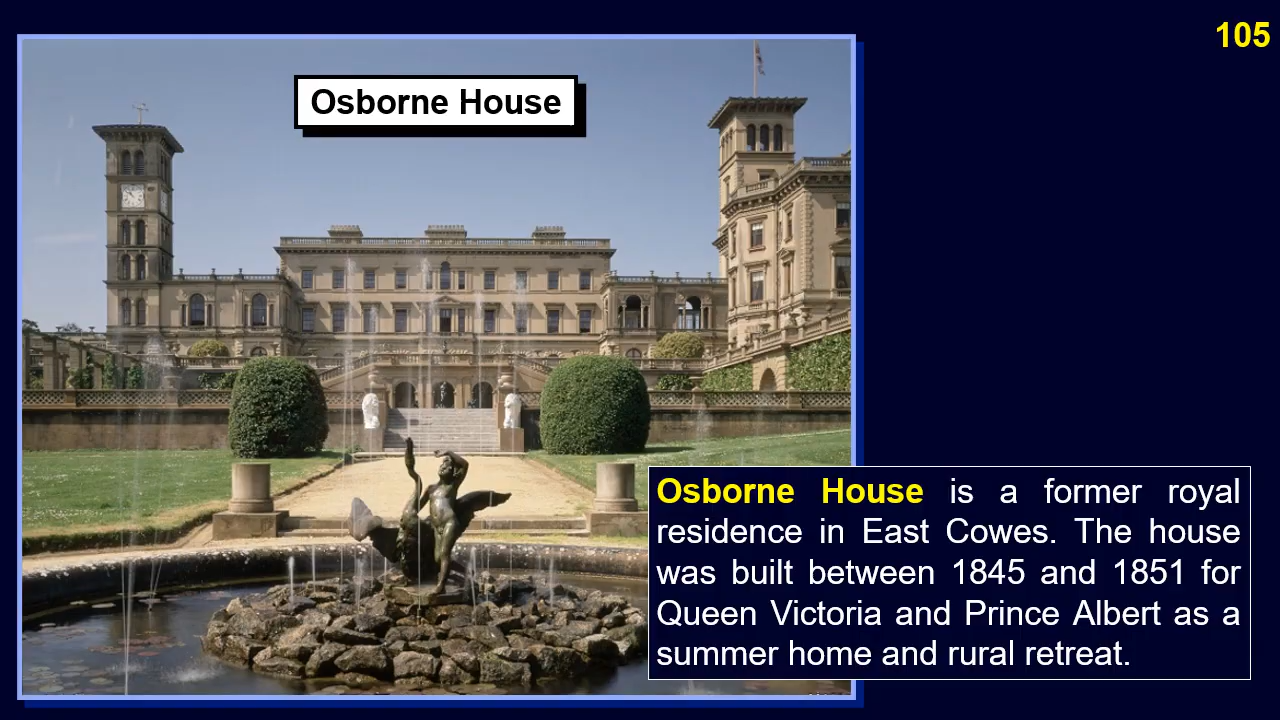 105
Osborne House
Osborne House is a former royal
residence in East Cowes. The house
was built between 1845 and 1851 for
Queen Victoria and Prince Albert as a
summer home and rural retreat.